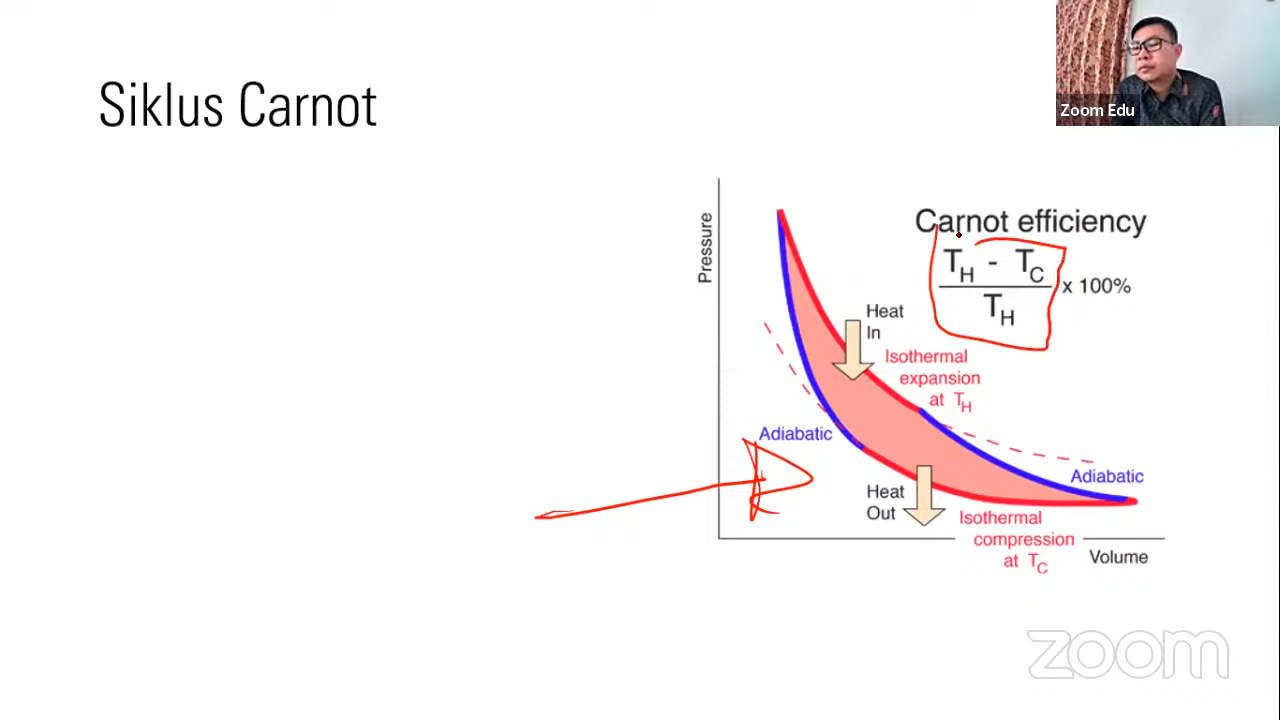 Siklus Carnot
Zoom Edu
Carnot efficiency
T_H - T_C
T_H
x 100%
Pressure
Heat
In
Isothermal
expansion
at T_H
Adiabatic
Adiabatic
Heat
Out
Isothermal
compression
at T_C
Volume
zoom